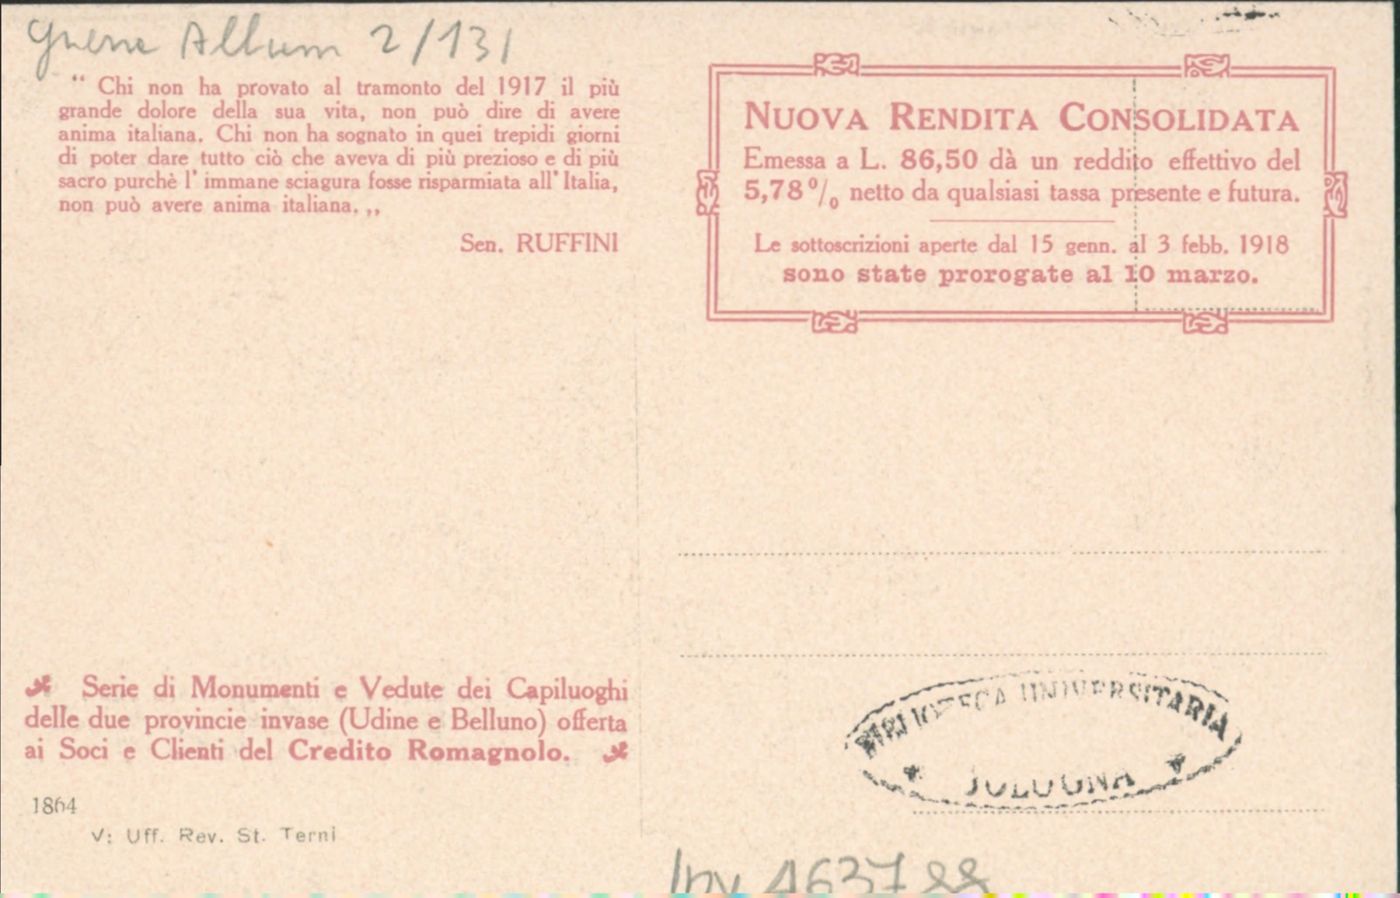 Guerra Album 2/131
“ Chi non ha provato al tramonto del 1917 il più
grande dolore della sua vita, non può dire di avere
anima italiana. Chi non ha sognato in quei trepidi giorni
di poter dare tutto ciò che aveva di più prezioso e di più
sacro purchè l' immane sciagura fosse risparmiata all' Italia,
non può avere anima italiana. ,,
Sen. RUFFINI
NUOVA RENDITA CONSOLIDATA
Emessa a L. 86,50 dà un reddito effettivo del
5,78 % netto da qualsiasi tassa presente e futura.
Le sottoscrizioni aperte dal 15 genn. al 3 febb. 1918
sono state prorogate al 10 marzo.
Serie di Monumenti e Vedute dei Capiluoghi
delle due provincie invase (Udine e Belluno) offerta
ai Soci e Clienti del Credito Romagnolo.
1864
V: Uff. Rev. St. Terni
BIBLIOTECA UNIVERSITARIA
BOLOGNA
Inv 463788